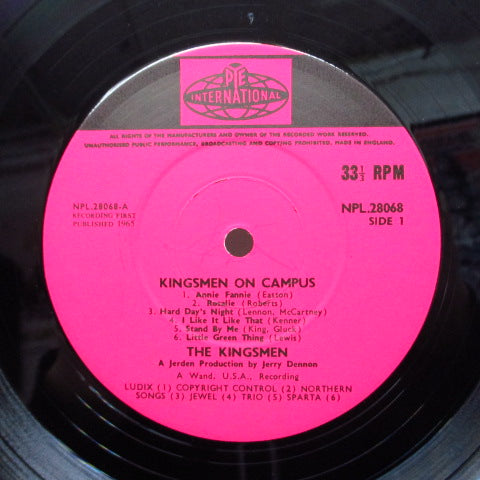 PYE
INTERNATIONAL
ALL RIGHTS OF THE MANUFACTURERS AND OWNER OF THE RECORDED WORK RESERVED.
UNAUTHORISED PUBLIC PERFORMANCE, BROADCASTING AND COPYING PROHIBITED. MADE IN ENGLAND.
33⅓ RPM
NPL.28068-A
RECORDING FIRST
PUBLISHED 1965
NPL.28068
SIDE 1
KINGSMEN ON CAMPUS
1. Annie Fannie (Easton)
2. Rosalie (Roberts)
3. Hard Day's Night (Lennon, McCartney)
4. I Like It Like That (Kenner)
5. Stand By Me (King, Gluck)
6. Little Green Thing (Lewis)
THE KINGSMEN
A Jerden Production by Jerry Dennon
A Wand, U.S.A., Recording
LUDIX (1) COPYRIGHT CONTROL (2) NORTHERN
SONGS (3) JEWEL (4) TRIO (5) SPARTA (6)